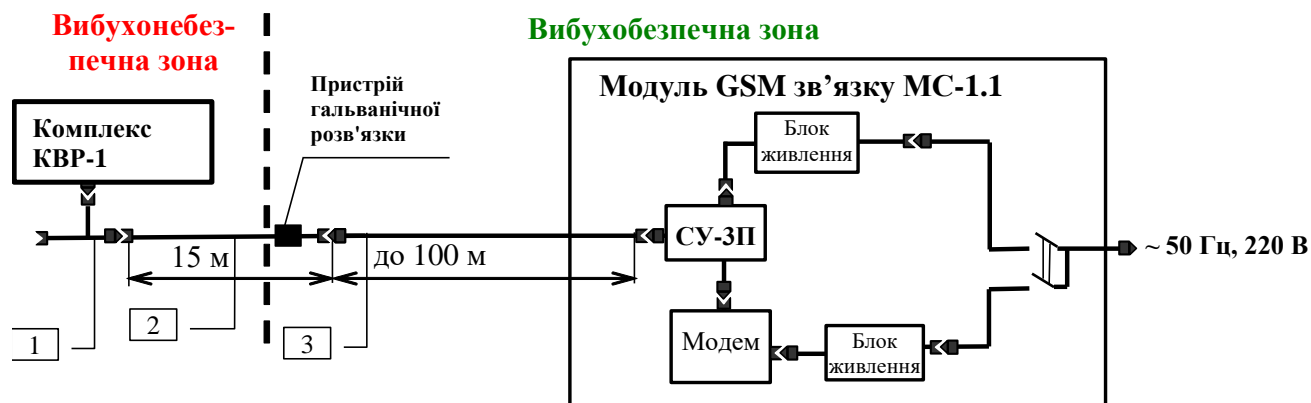 Вибухонебез-
печна зона
Вибухобезпечна зона
Пристрій
гальванічної
розв'язки
Модуль GSM зв’язку МС-1.1
Комплекс
КВР-1
Блок
живлення
СУ-3П
~ 50 Гц, 220 В
15 м
до 100 м
1
2
3
Модем
Блок
живлення